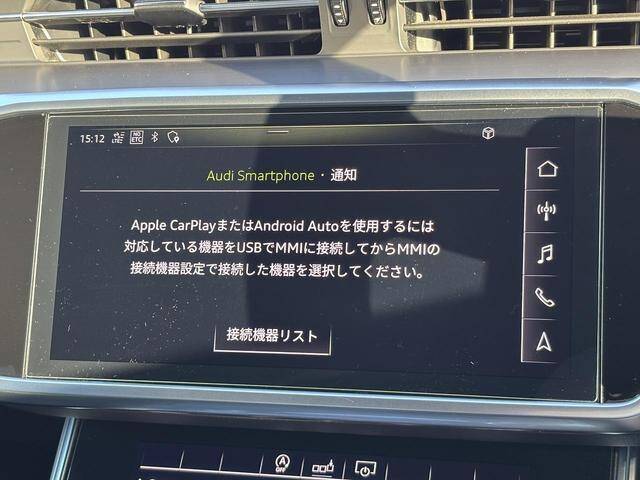 15:12 LTE NO ETC
Audi Smartphone・通知
Apple CarPlayまたはAndroid Autoを使用するには
対応している機器をUSBでMMIに接続してからMMIの
接続機器設定で接続した機器を選択してください。
接続機器リスト
A OFF